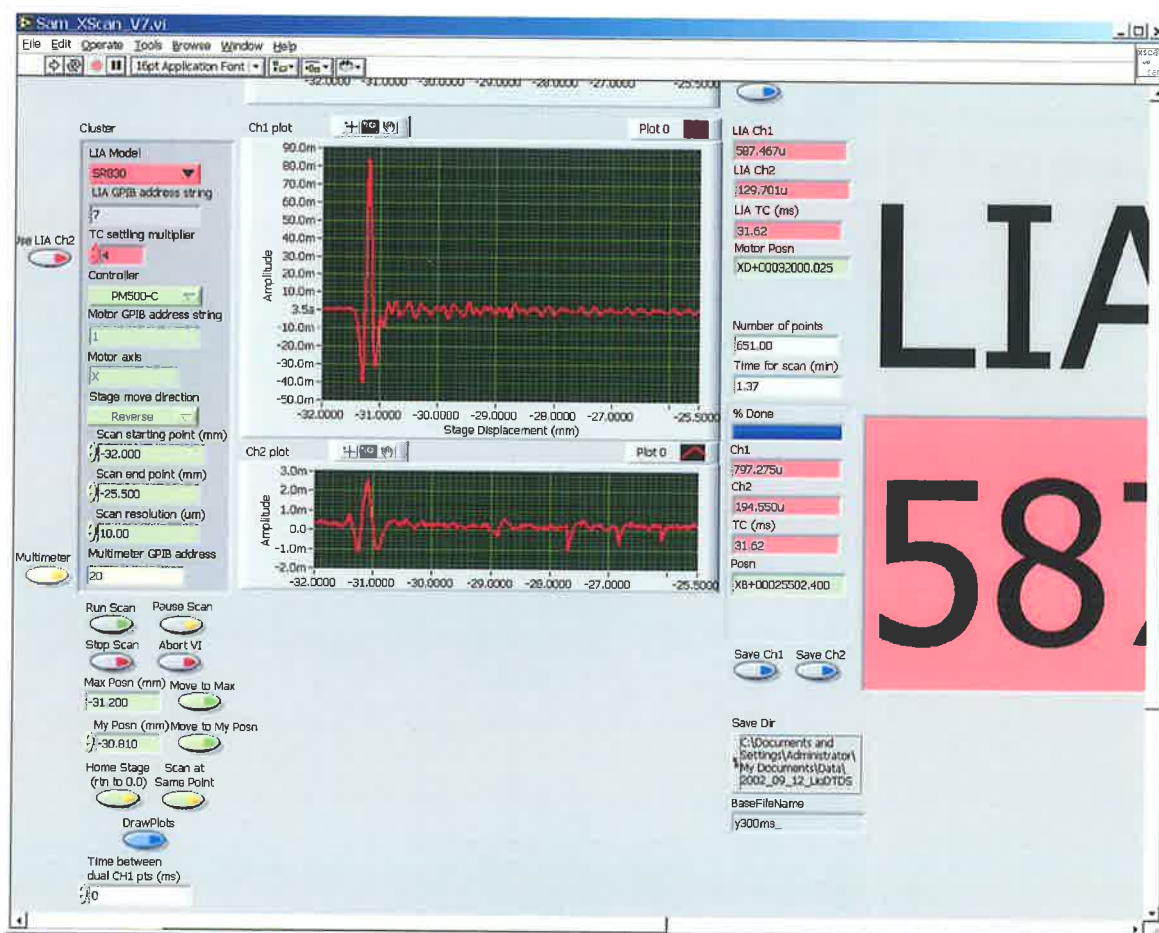 Sam_XScan_V7.vi
File Edit Operate Tools Browse Window Help
16pt Application Font
-32.0000 -31.0000 -30.0000 -29.0000 -28.0000 -27.0000 -25.5000
Cluster
LIA Model
SR830
LIA GPIB address string
7
Use LIA Ch2
TC settling multiplier
4
Controller
PM500-C
Motor GPIB address string
1
Motor axis
X
Stage move direction
Reverse
Scan starting point (mm)
-32.000
Scan end point (mm)
-25.500
Scan resolution (um)
10.00
Multimeter
Multimeter GPIB address
20
Run Scan Pause Scan
Stop Scan Abort VI
Max Posn (mm) Move to Max
-31.200
My Posn (mm) Move to My Posn
-30.810
Home Stage (rtn to 0.0)
Scan at Same Point
DrawPlots
Time between
dual CH1 pts (ms)
0
Ch1 plot
Plot 0
90.0m
80.0m
70.0m
60.0m
50.0m
40.0m
30.0m
20.0m
10.0m
3.5a
-10.0m
-20.0m
-30.0m
-40.0m
-50.0m
Amplitude
-32.0000 -31.0000 -30.0000 -29.0000 -28.0000 -27.0000 -25.5000
Stage Displacement (mm)
Ch2 plot
Plot 0
3.0m
2.0m
1.0m
0.0
-1.0m
-2.0m
Amplitude
-32.0000 -31.0000 -30.0000 -29.0000 -28.0000 -27.0000 -25.5000
LIA Ch1
587.467u
LIA Ch2
129.701u
LIA TC (ms)
31.62
Motor Posn
XD+00032000.025
Number of points
651.00
Time for scan (min)
1.37
% Done
Ch1
797.275u
Ch2
194.550u
TC (ms)
31.62
Posn
XB+00025502.400
Save Ch1 Save Ch2
Save Dir
C:\Documents and
Settings\Administrator\
My Documents\Data\
2002_09_12_LioDTDS
BaseFileName
y300ms_
LIA
587